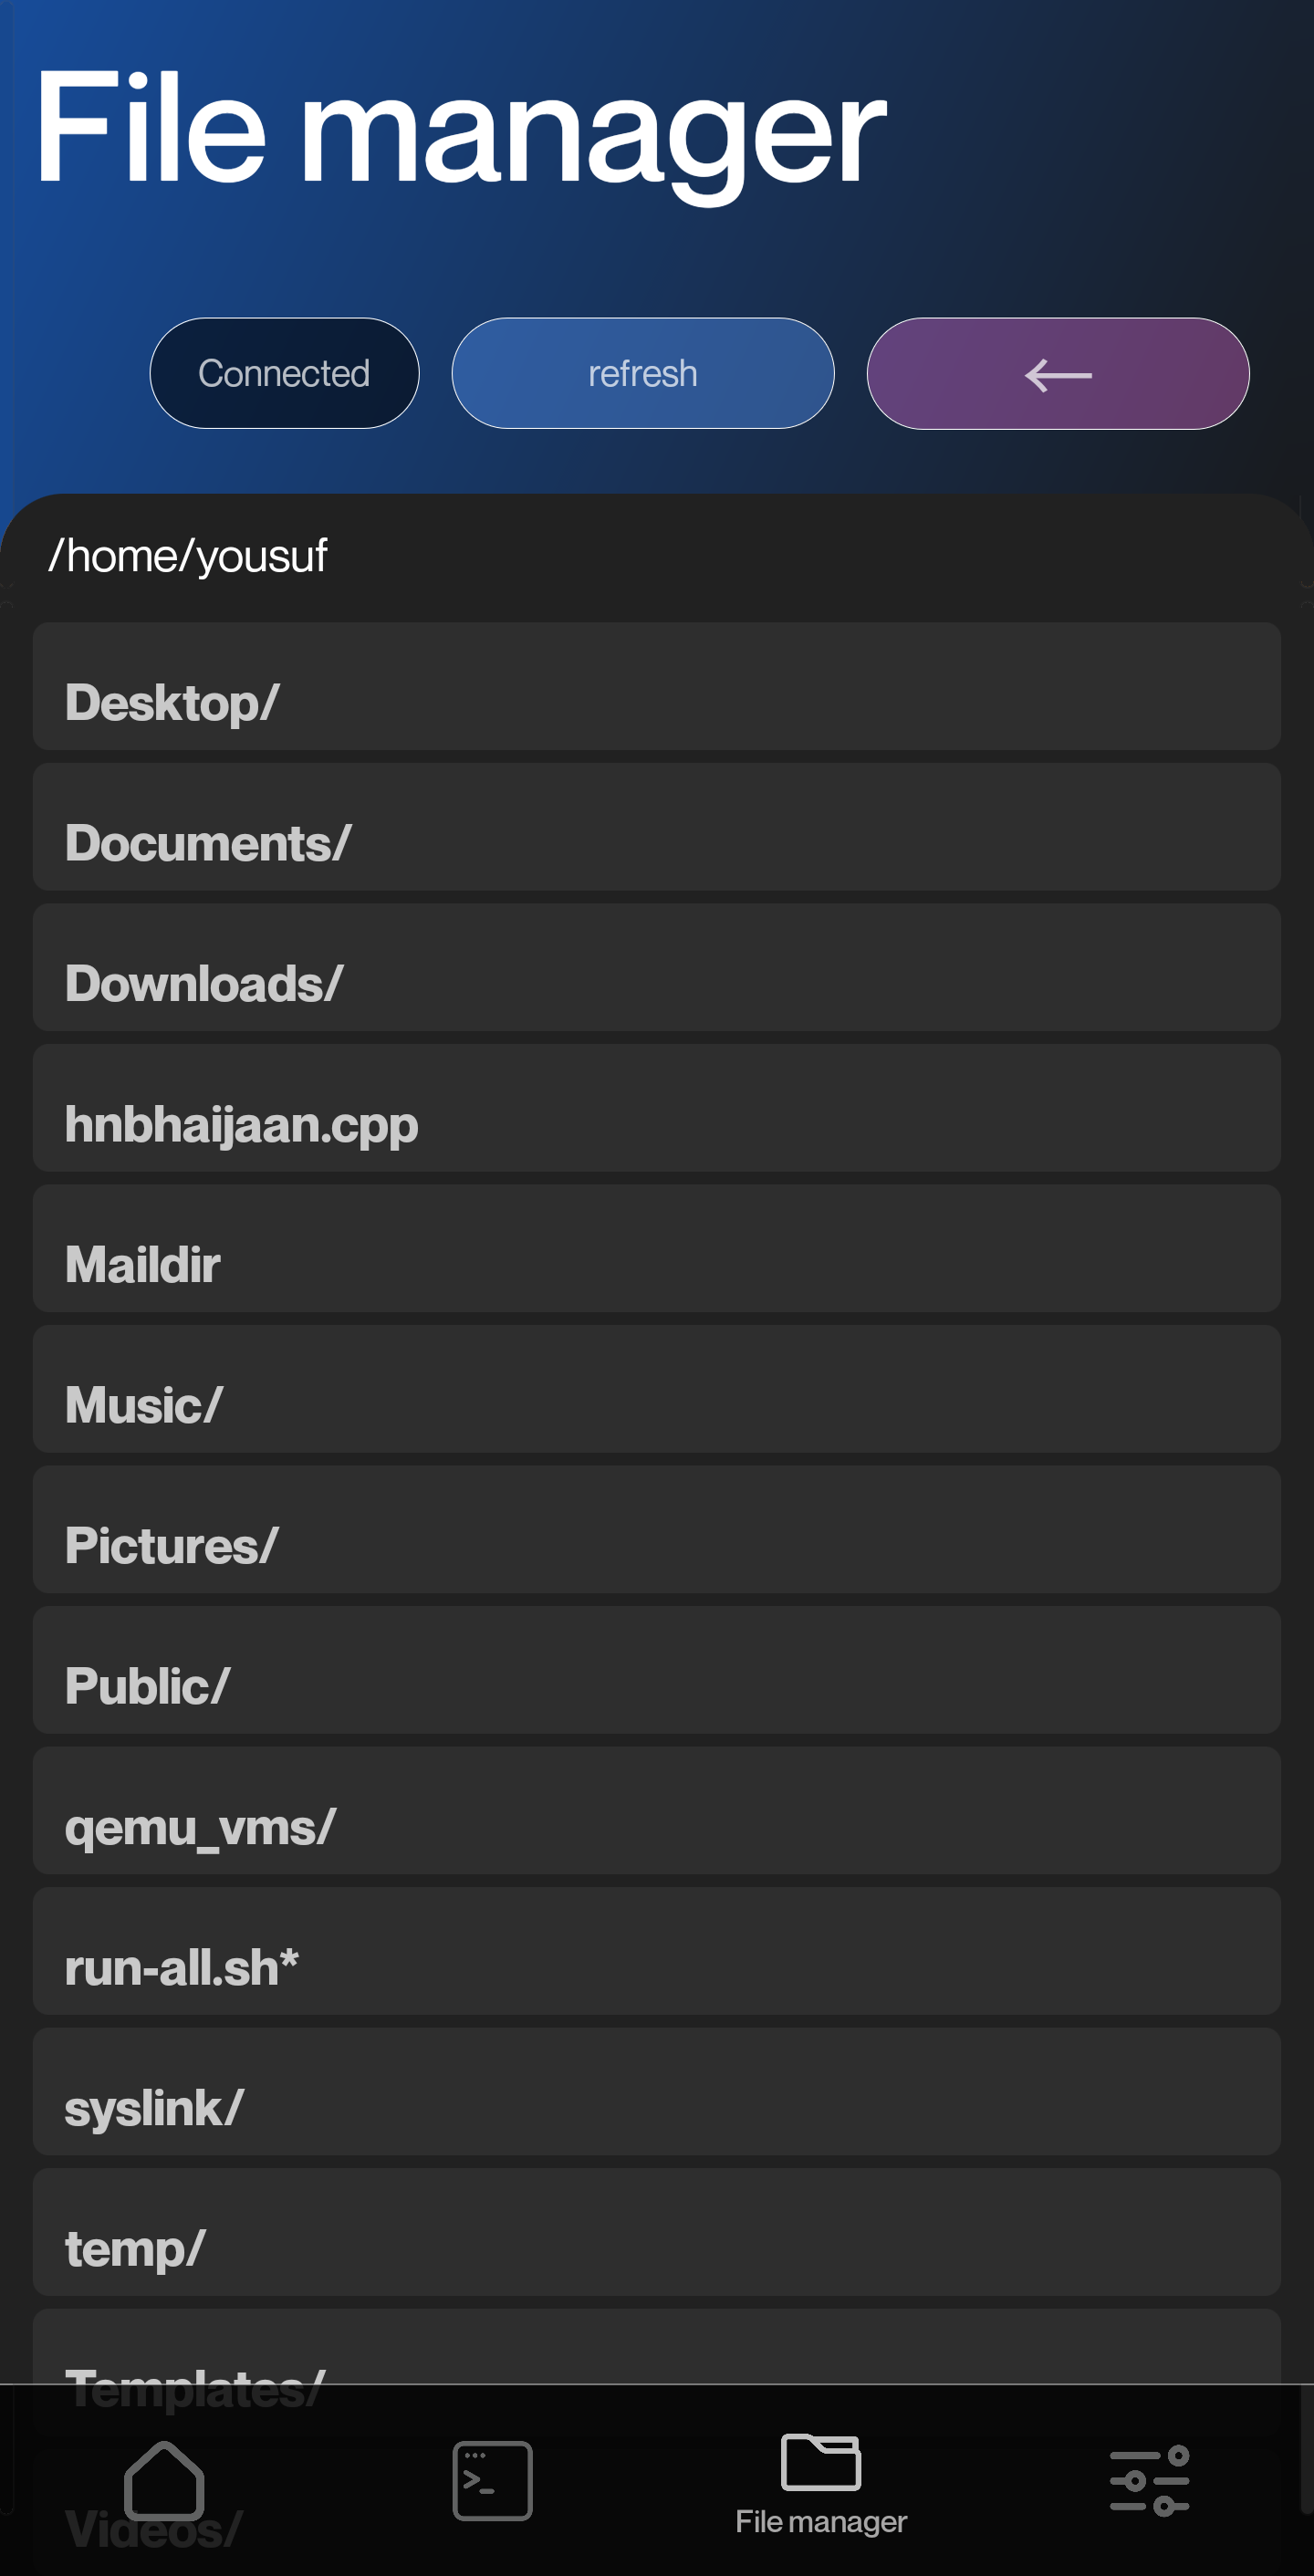 File manager
Connected
refresh
←
/home/yousuf
Desktop/
Documents/
Downloads/
hnbhaijaan.cpp
Maildir
Music/
Pictures/
Public/
qemu_vms/
run-all.sh*
syslink/
temp/
Templates/
Videos/
File manager